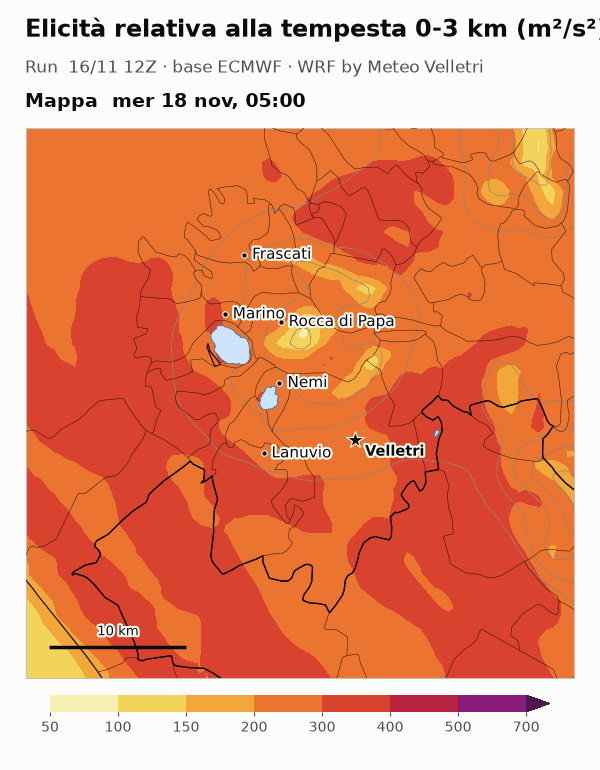 Elicità relativa alla tempesta 0-3 km (m²/s²)
Run 16/11 12Z · base ECMWF · WRF by Meteo Velletri
Mappa mer 18 nov, 05:00
Frascati
Marino
Rocca di Papa
Nemi
Velletri
Lanuvio
10 km
50 100 150 200 300 400 500 700